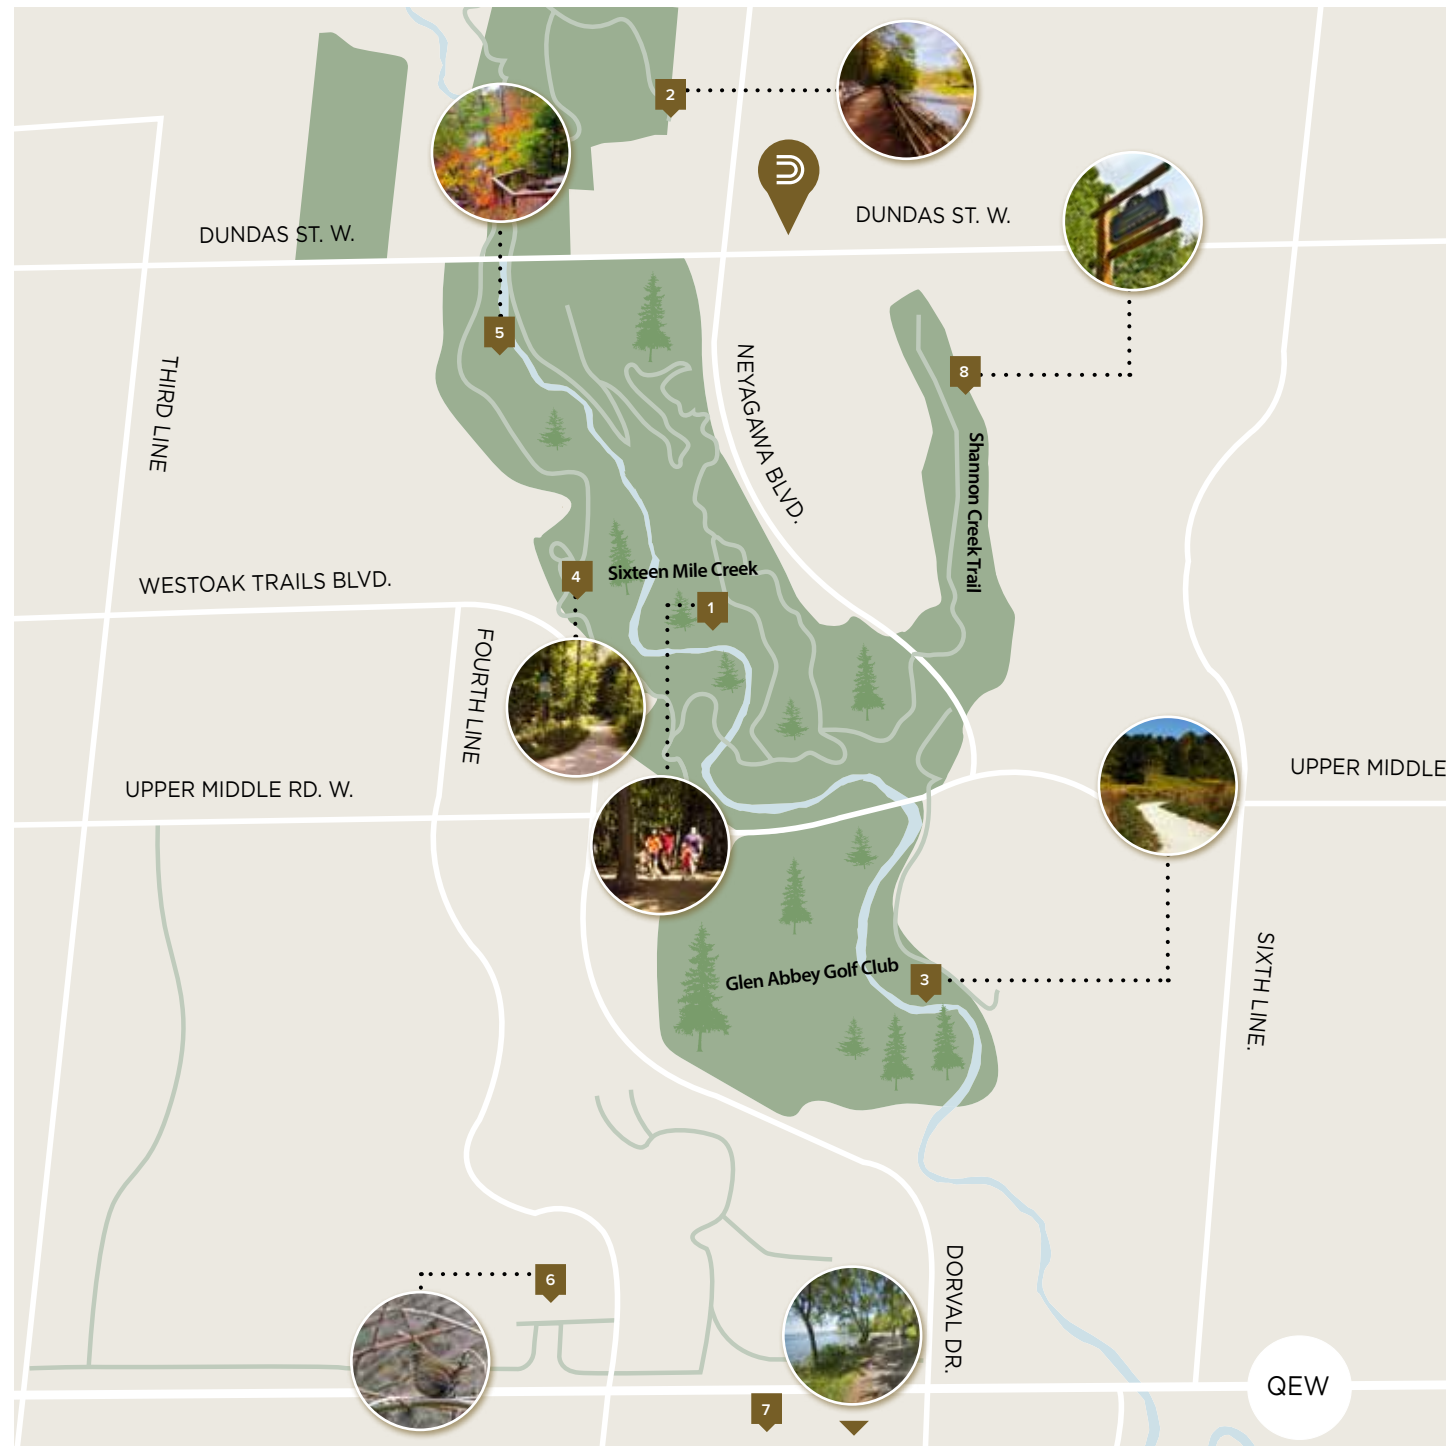 2
DUNDAS ST. W.
DUNDAS ST. W.
5
THIRD LINE
NEYAGAWA BLVD.
8
Shannon Creek Trail
WESTOAK TRAILS BLVD.
4
Sixteen Mile Creek
1
FOURTH LINE
UPPER MIDDLE RD. W.
UPPER MIDDLE
Glen Abbey Golf Club
3
SIXTH LINE.
6
DORVAL DR.
QEW
7